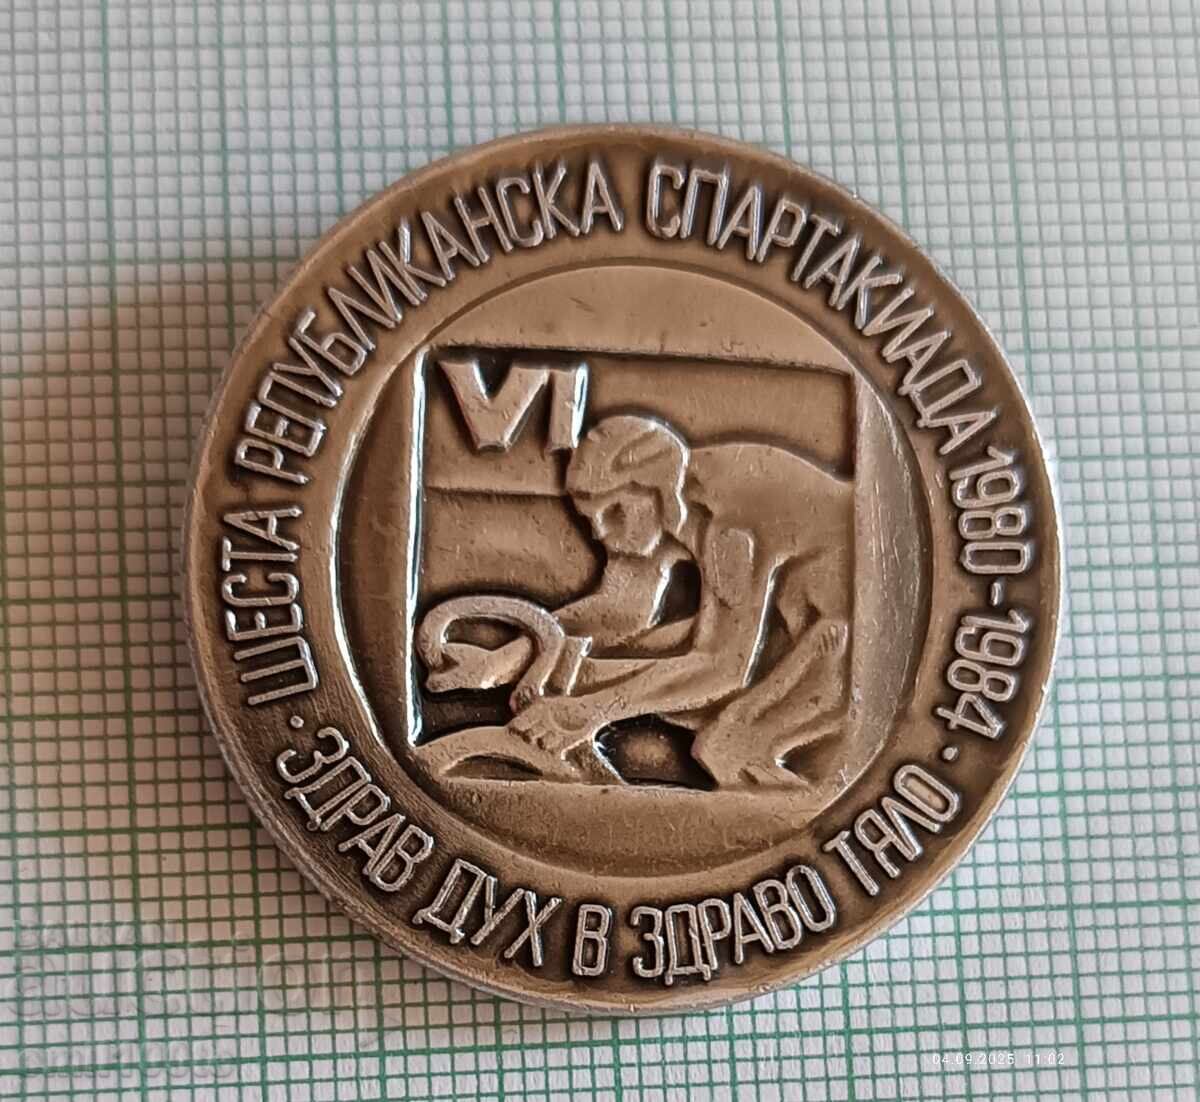 · ШЕСТА РЕПУБЛИКАНСКА СПАРТАКИАДА 1980-1984 ·
ЗДРАВ ДУХ В ЗДРАВО ТЯЛО
VI
04.09.2025 11:02